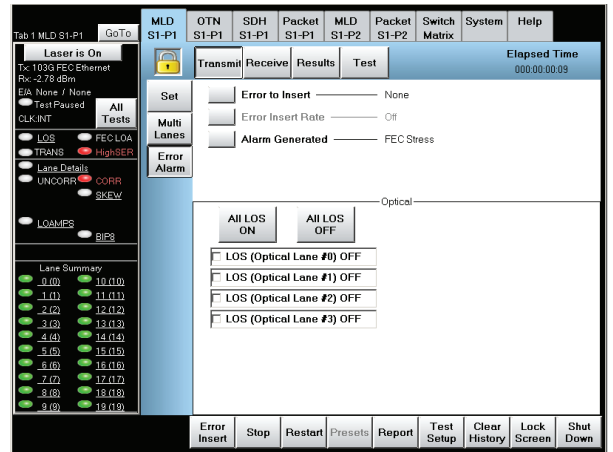 Tab 1 MLD S1-P1 GoTo
MLD S1-P1
OTN S1-P1
SDH S1-P1
Packet S1-P1
MLD S1-P2
Packet S1-P2
Switch Matrix
System
Help
Laser is On
Tx: 103G FEC Ethernet
Rx: -2.78 dBm
E/A None / None
Test Paused
CLK:INT
All Tests
LOS FEC LOA
TRANS HighSER
Lane Details
UNCORR CORR
SKEW
LOAMPS
BIP8
Lane Summary
0 (0) 10 (10)
1 (1) 11 (11)
2 (2) 12 (12)
3 (3) 13 (13)
4 (4) 14 (14)
5 (5) 15 (15)
6 (6) 16 (16)
7 (7) 17 (17)
8 (8) 18 (18)
9 (9) 19 (19)
Transmit Receive Results Test
Elapsed Time
000:00:00:09
Set
Multi Lanes
Error Alarm
Error to Insert None
Error Insert Rate Off
Alarm Generated FEC Stress
Optical
All LOS ON
All LOS OFF
LOS (Optical Lane #0) OFF
LOS (Optical Lane #1) OFF
LOS (Optical Lane #2) OFF
LOS (Optical Lane #3) OFF
Error Insert
Stop
Restart
Presets
Report
Test Setup
Clear History
Lock Screen
Shut Down